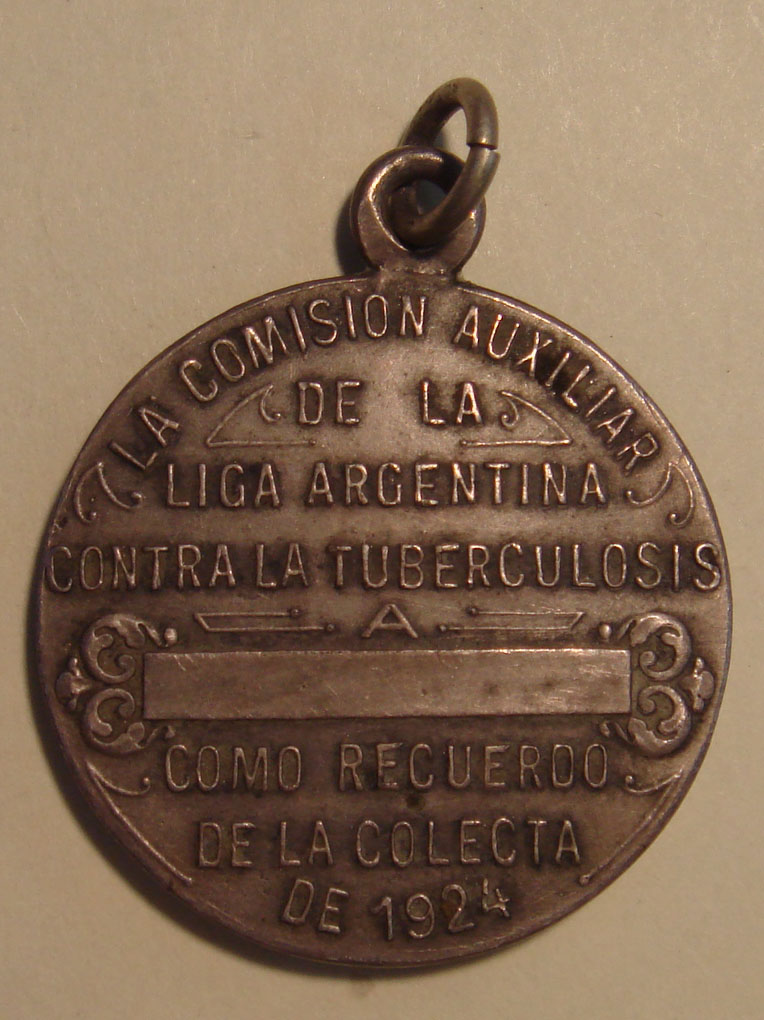 LA COMISION AUXILIAR
DE LA
LIGA ARGENTINA
CONTRA LA TUBERCULOSIS
A
COMO RECUERDO
DE LA COLECTA
DE 1924